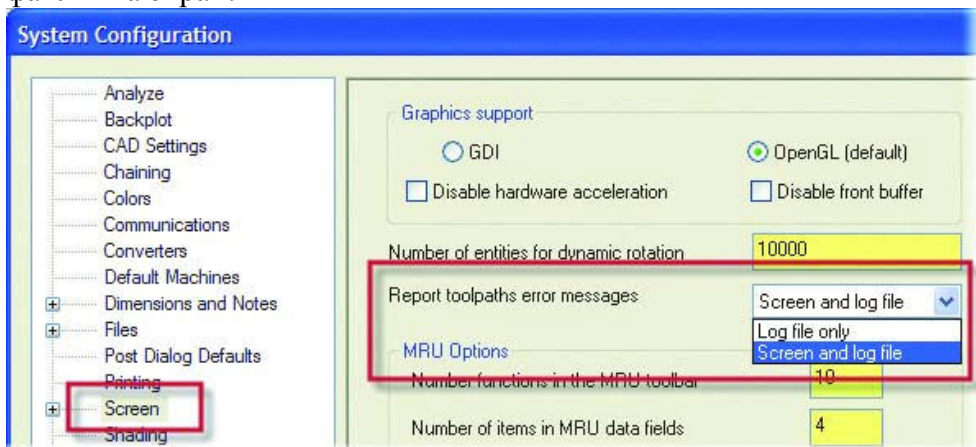 System Configuration
Analyze
Backplot
CAD Settings
Chaining
Colors
Communications
Converters
Default Machines
Dimensions and Notes
Files
Post Dialog Defaults
Printing
Screen
Shading
Graphics support
GDI
OpenGL (default)
Disable hardware acceleration
Disable front buffer
Number of entities for dynamic rotation
10000
Report toolpaths error messages
Screen and log file
Log file only
Screen and log file
MRU Options
Number functions in the MRU toolbar
10
Number of items in MRU data fields
4